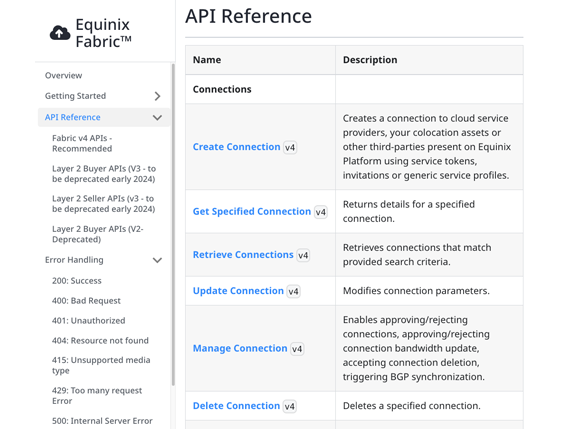 Equinix
Fabric™
Overview
Getting Started
API Reference
Fabric v4 APIs -
Recommended
Layer 2 Buyer APIs (V3 - to
be deprecated early 2024)
Layer 2 Seller APIs (v3 - to
be deprecated early 2024)
Layer 2 Buyer APIs (V2-
Deprecated)
Error Handling
200: Success
400: Bad Request
401: Unauthorized
404: Resource not found
415: Unsupported media
type
429: Too many request
Error
500: Internal Server Error
API Reference
Name Description
Connections
Create Connection v4
Creates a connection to cloud service
providers, your colocation assets or
other third-parties present on Equinix
Platform using service tokens,
invitations or generic service profiles.
Get Specified Connection v4
Returns details for a specified
connection.
Retrieve Connections v4
Retrieves connections that match
provided search criteria.
Update Connection v4
Modifies connection parameters.
Manage Connection v4
Enables approving/rejecting
connections, approving/rejecting
connection bandwidth update,
accepting connection deletion,
triggering BGP synchronization.
Delete Connection v4
Deletes a specified connection.